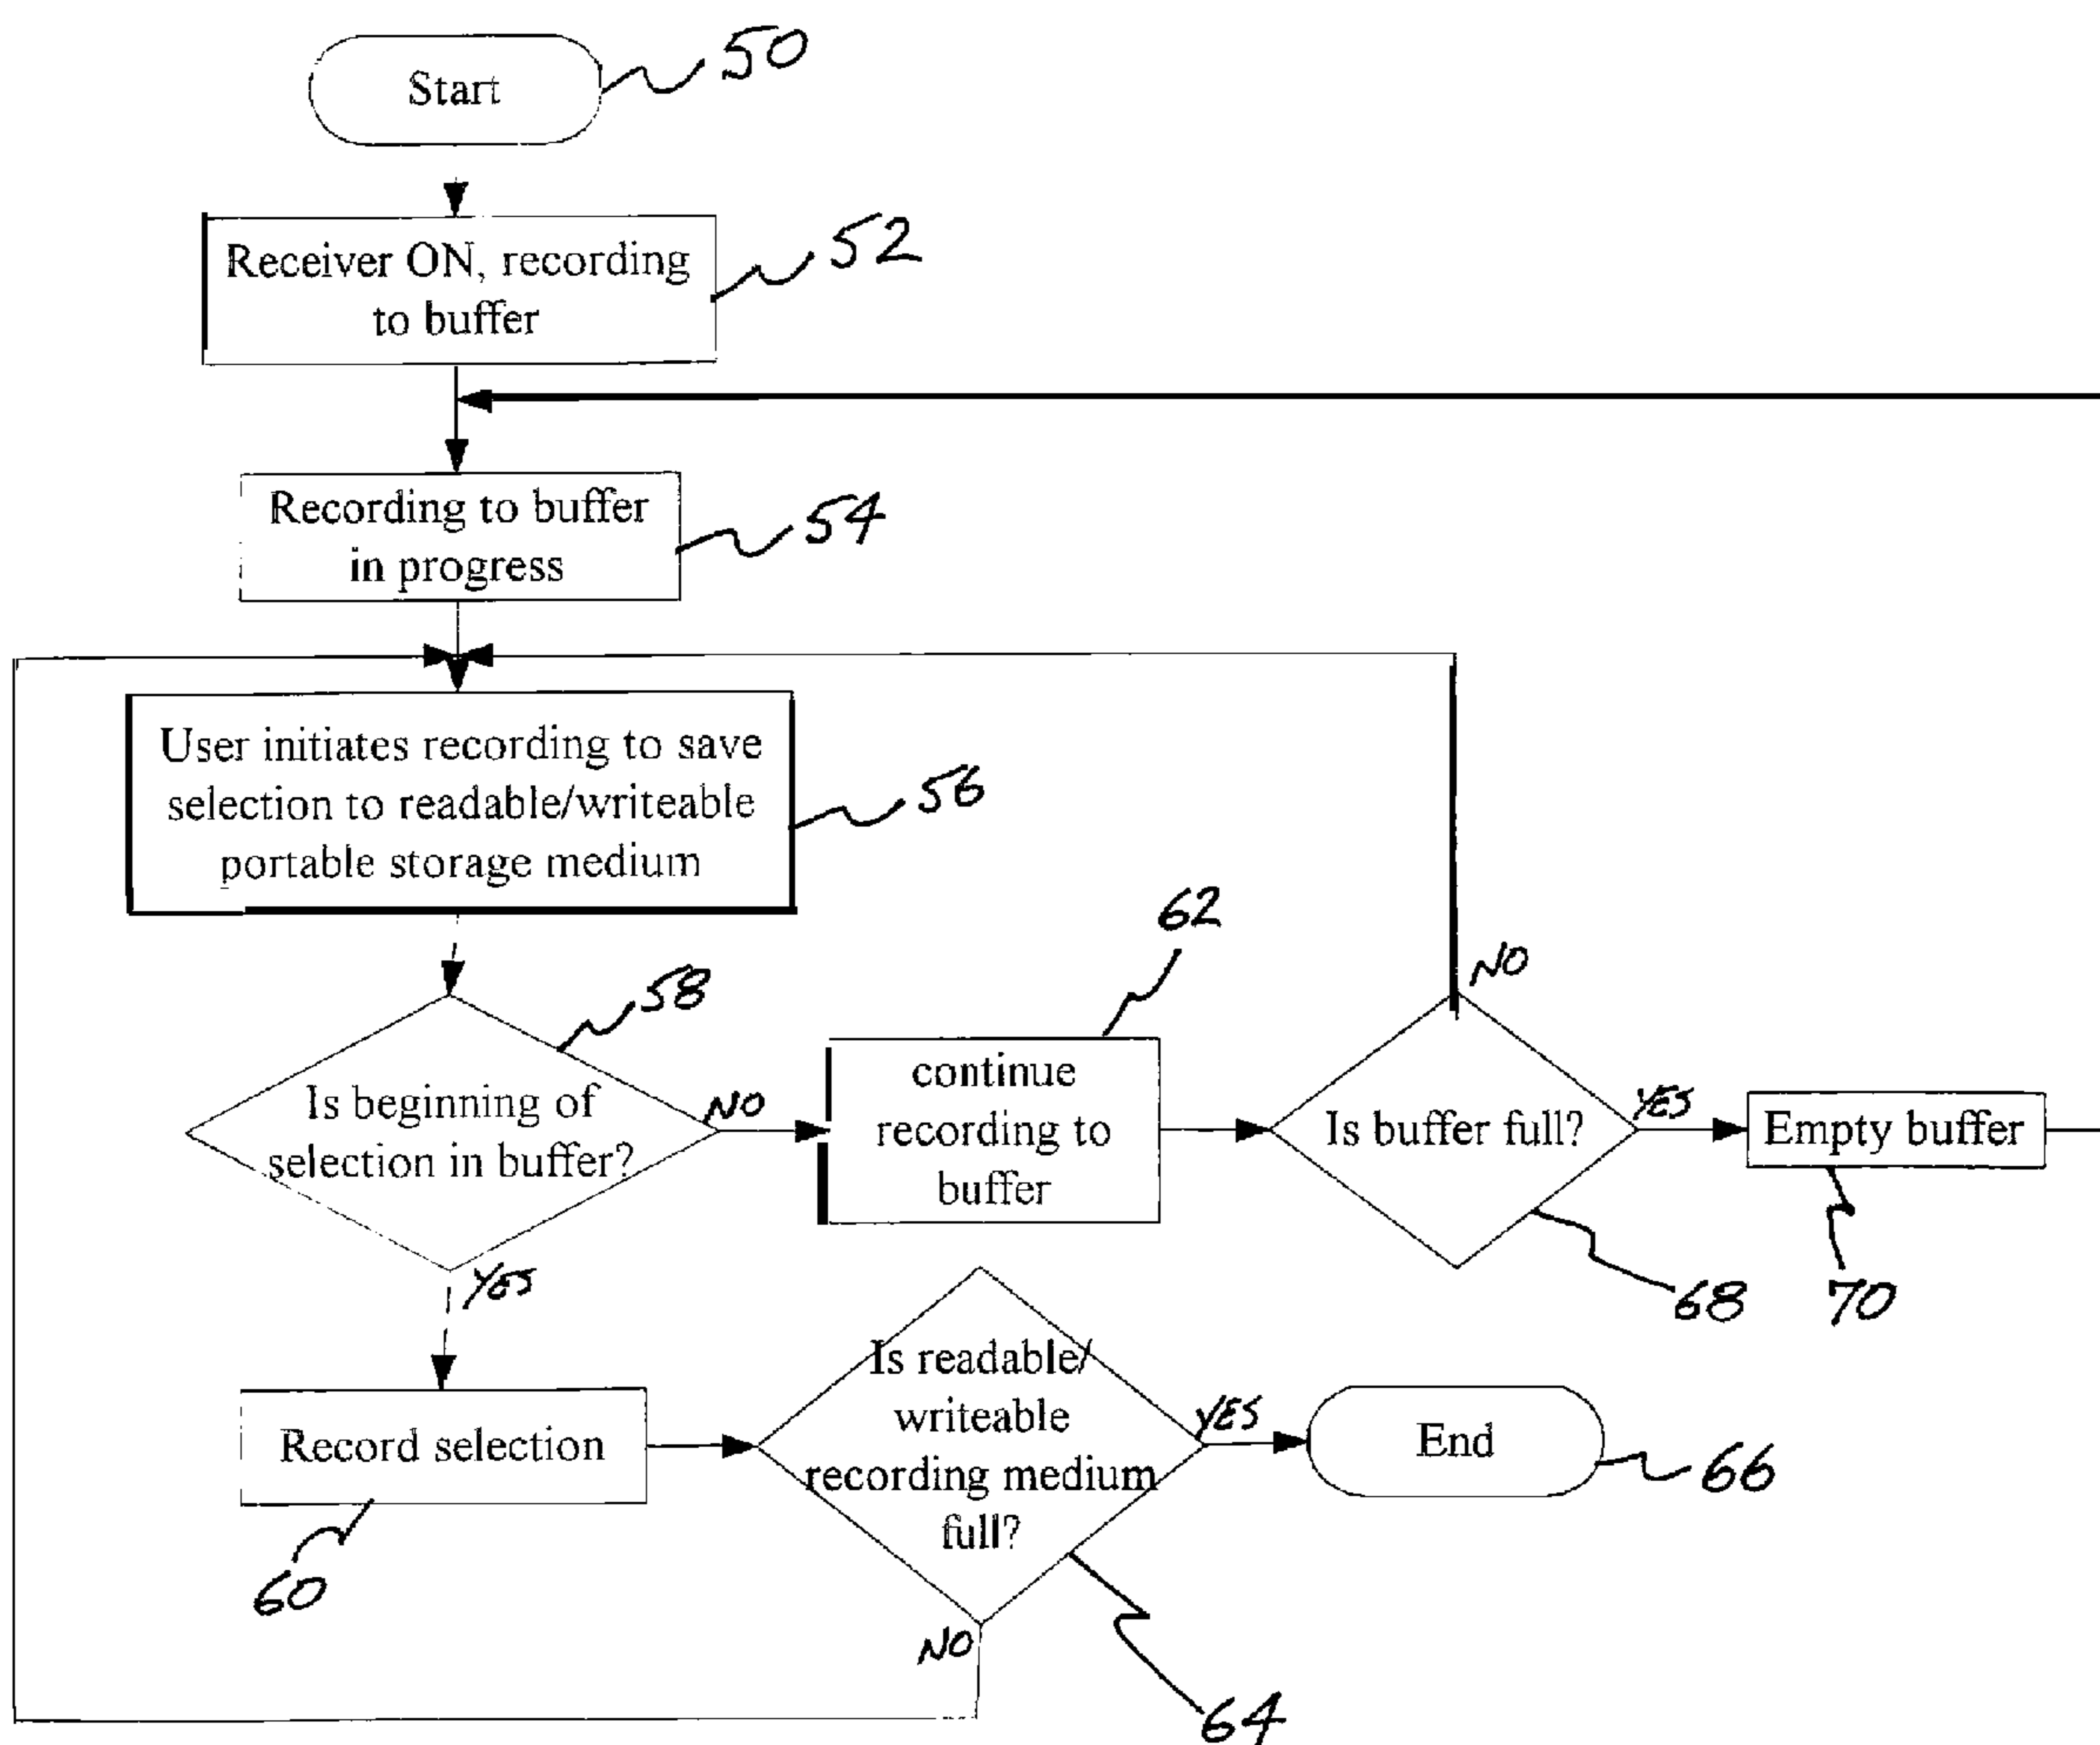 Start
50
Receiver ON, recording
to buffer
52
Recording to buffer
in progress
54
User initiates recording to save
selection to readable/writeable
portable storage medium
56
Is beginning of
selection in buffer?
58
NO
YES
continue
recording to
buffer
62
Is buffer full?
NO
YES
68
Empty buffer
70
Record selection
60
Is readable/
writeable
recording medium
full?
YES
NO
64
End
66